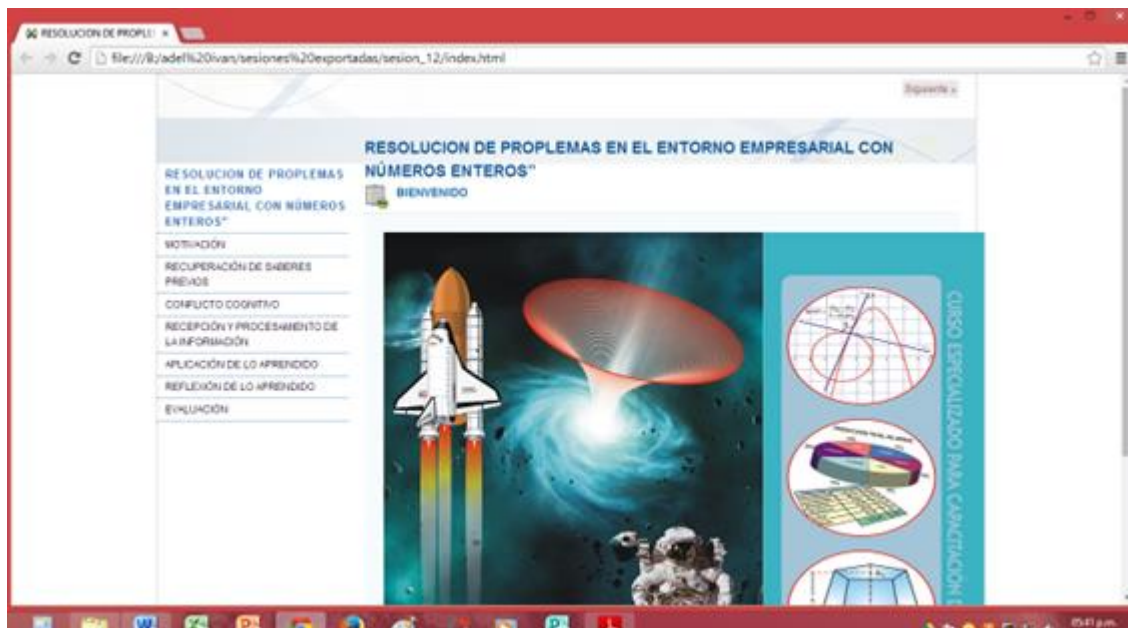 RESOLUCION DE PROPLE
file:///B:/adel%20ivan/sesiones%20exportadas/sesion_12/index.html
Siguiente »
RESOLUCION DE PROPLEMAS EN EL ENTORNO EMPRESARIAL CON
NÚMEROS ENTEROS"
BIENVENIDO
RESOLUCION DE PROPLEMAS
EN EL ENTORNO
EMPRESARIAL CON NÚMEROS
ENTEROS"
MOTIVACIÓN
RECUPERACIÓN DE SABERES
PREVIOS
CONFLICTO COGNITIVO
RECEPCIÓN Y PROCESAMIENTO DE
LA INFORMACIÓN
APLICACIÓN DE LO APRENDIDO
REFLEXIÓN DE LO APRENDIDO
EVALUACIÓN
CURSO ESPECIALIZADO PARA CAPACITACIÓN
05:41 p.m.